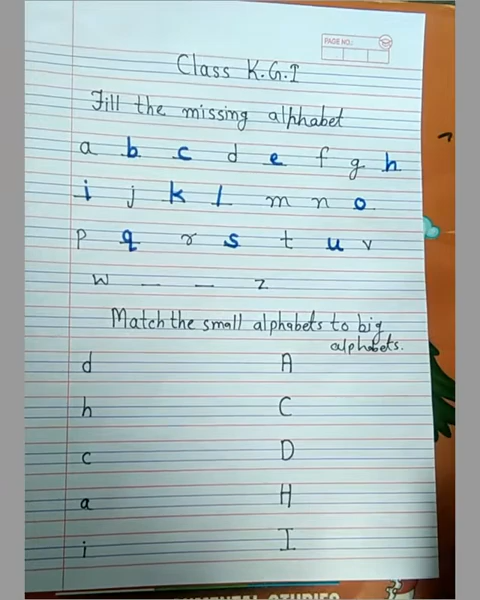 PAGE NO.:
Class K.G.I
Fill the missing alphabet
a b c d e f g h
i j k l m n o
p q r s t u v
w _ _ z
Match the small alphabets to big
alphabets.
d A
h C
c D
a H
i I